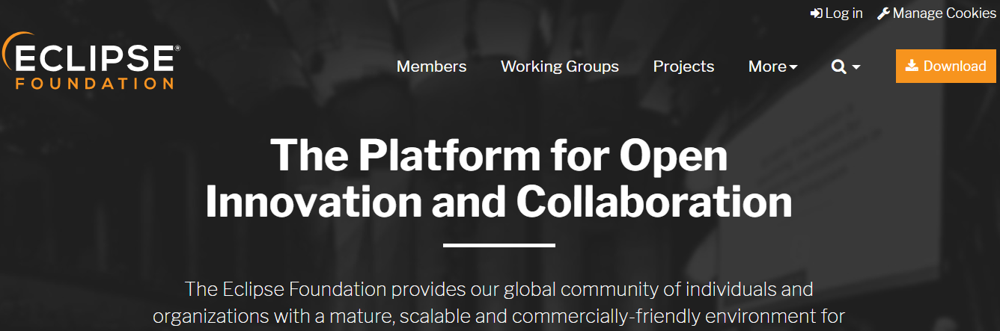 Log in Manage Cookies
ECLIPSE®
FOUNDATION
Members Working Groups Projects More Download
The Platform for Open
Innovation and Collaboration
The Eclipse Foundation provides our global community of individuals and
organizations with a mature, scalable and commercially-friendly environment for